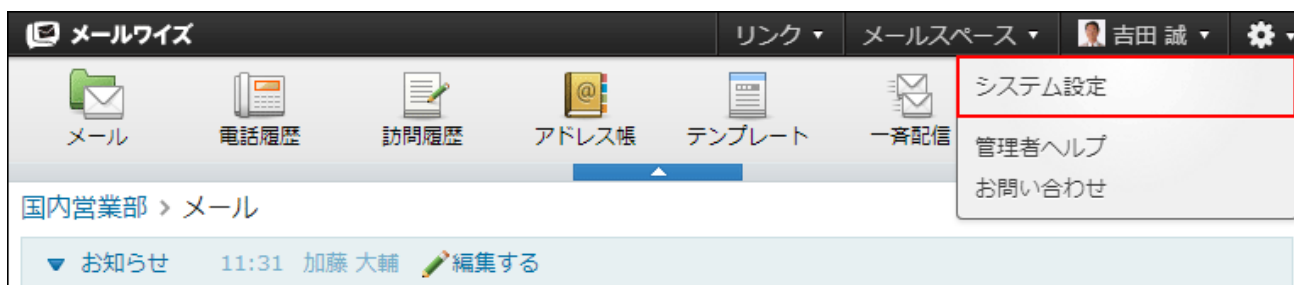 メールワイズ
リンク ▼ メールスペース ▼ 吉田 誠 ▼
メール 電話履歴 訪問履歴 アドレス帳 テンプレート 一斉配信
システム設定
管理者ヘルプ
お問い合わせ
国内営業部 > メール
▼ お知らせ 11:31 加藤 大輔 編集する